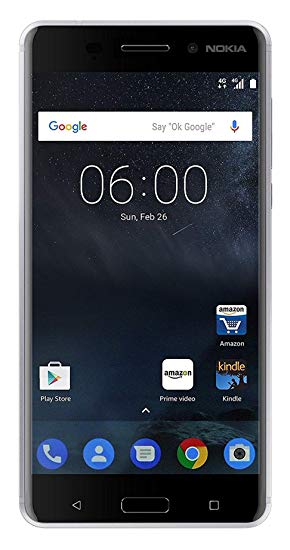 NOKIA
4G 4G
Google Say "Ok Google"
06:00
Sun, Feb 26
amazon
Amazon
amazon
kindle
Play Store
Prime video
Kindle